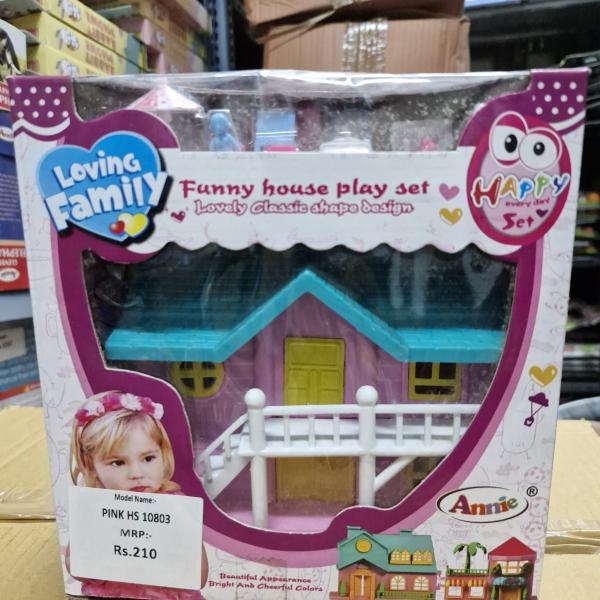 Loving
Family
Funny house play set
Lovely Classic shape design
HAPPY
every day
Set
Annie ®
Model Name:-
PINK HS 10803
MRP:-
Rs.210
Beautiful Appearance
Bright And Cheerful Colors